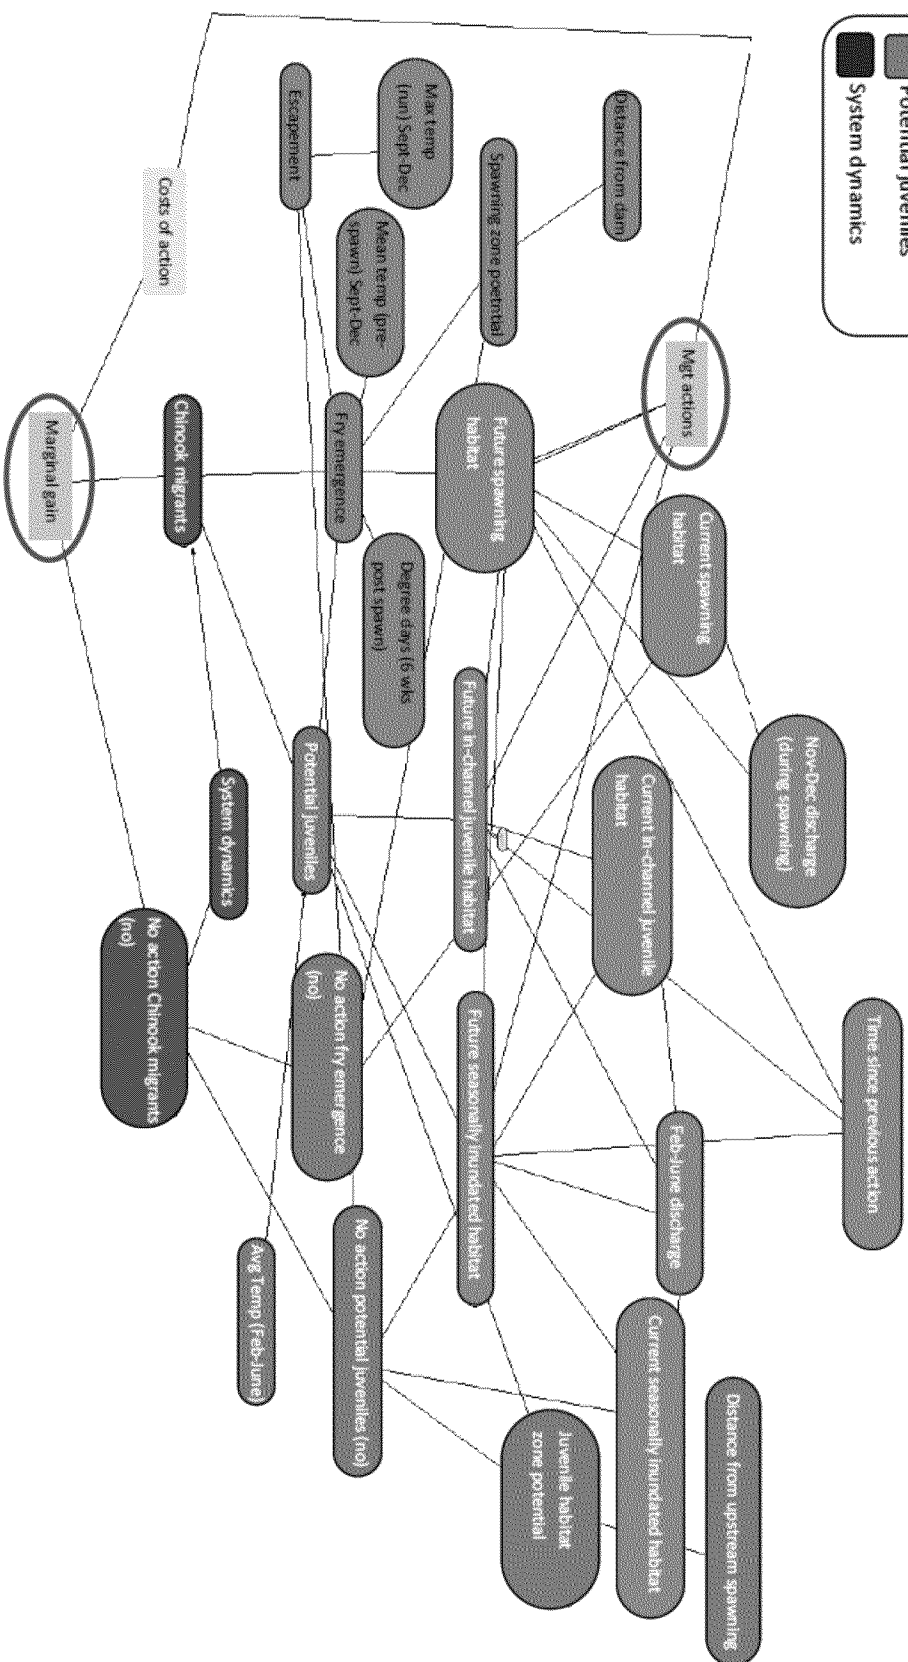 Potential juveniles
System dynamics
Time since previous action
Distance from upstream spawning
Nov-Dec discharge
(during spawning)
Feb-June discharge
Current spawning
habitat
Current in-channel juvenile
habitat
Current seasonally inundated habitat
Mgt actions
Distance from dam
Juvenile habitat
zone potential
Spawning zone poetntial
Future spawning
habitat
Future in-channel juvenile habitat
Future seasonally inundated habitat
Max temp
(run) Sept-Dec
Mean temp (pre-
spawn) Sept-Dec
Degree days (6 wks
post spawn)
No action potential juveniles (no)
Escapement
Fry emergence
Potential juveniles
No action fry emergence
(no)
Avg Temp (Feb-June)
System dynamics
Costs of action
Chinook migrants
No action Chinook migrants
(no)
Marginal gain